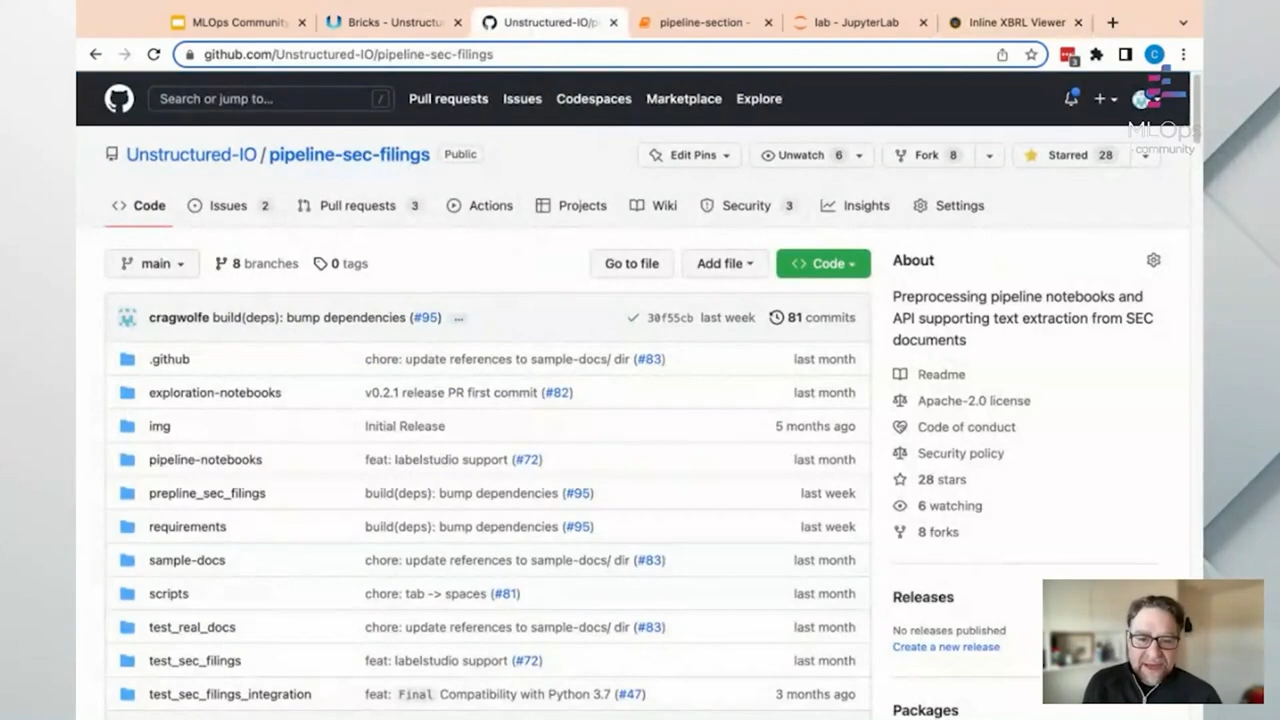 MLOps Community
Bricks - Unstructu
Unstructured-IO/p
pipeline-section -
lab - JupyterLab
Inline XBRL Viewer
github.com/Unstructured-IO/pipeline-sec-filings
3
C
Search or jump to...
/
Pull requests
Issues
Codespaces
Marketplace
Explore
MLOps
community
Unstructured-IO / pipeline-sec-filings
Public
Edit Pins
Unwatch 6
Fork 8
Starred 28
Code
Issues 2
Pull requests 3
Actions
Projects
Wiki
Security 3
Insights
Settings
main
8 branches
0 tags
Go to file
Add file
Code
cragwolfe build(deps): bump dependencies (#95) ... 30f55cb last week 81 commits
.github chore: update references to sample-docs/ dir (#83) last month
exploration-notebooks v0.2.1 release PR first commit (#82) last month
img Initial Release 5 months ago
pipeline-notebooks feat: labelstudio support (#72) last month
prepline_sec_filings build(deps): bump dependencies (#95) last week
requirements build(deps): bump dependencies (#95) last week
sample-docs chore: update references to sample-docs/ dir (#83) last month
scripts chore: tab -> spaces (#81) last month
test_real_docs chore: update references to sample-docs/ dir (#83) last month
test_sec_filings feat: labelstudio support (#72) last month
test_sec_filings_integration feat: Final Compatibility with Python 3.7 (#47) 3 months ago
About
Preprocessing pipeline notebooks and
API supporting text extraction from SEC
documents
Readme
Apache-2.0 license
Code of conduct
Security policy
28 stars
6 watching
8 forks
Releases
No releases published
Create a new release
Packages